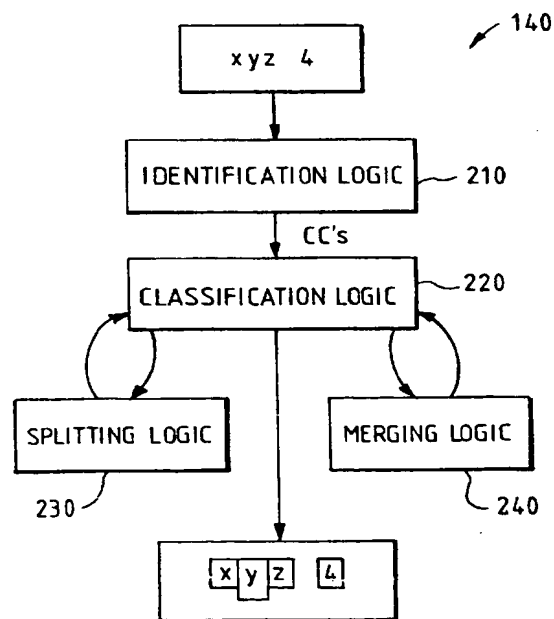 140
xyz 4
IDENTIFICATION LOGIC
210
CC's
220
CLASSIFICATION LOGIC
SPLITTING LOGIC
MERGING LOGIC
230
240
x y z 4